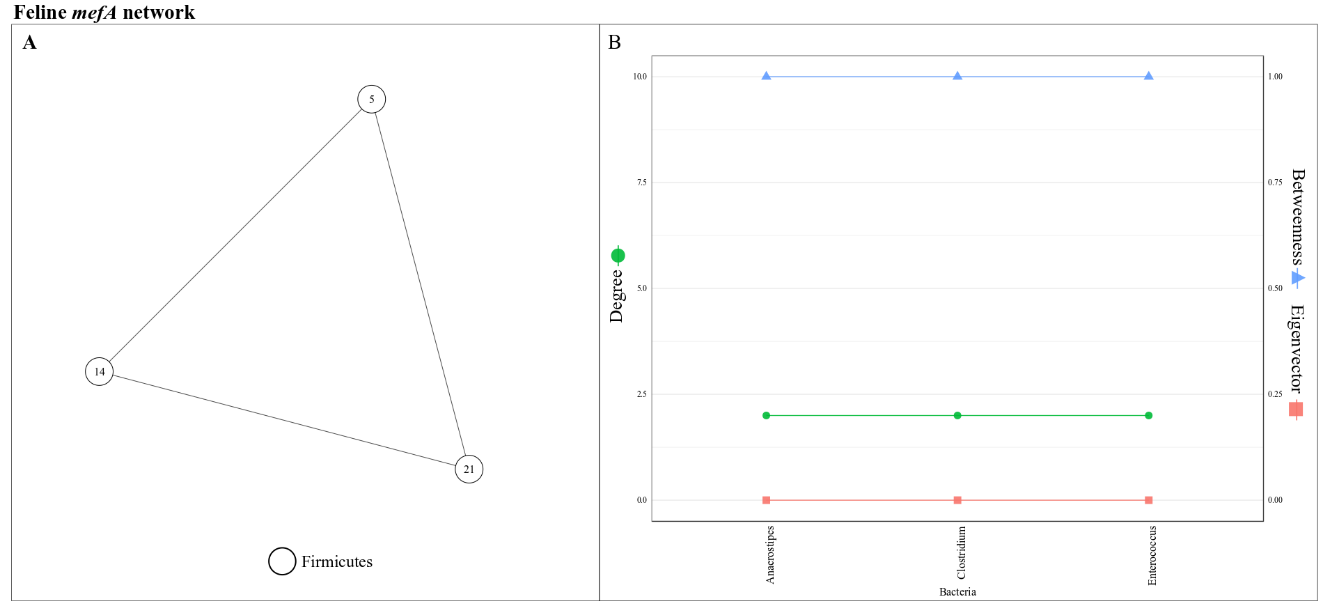 Feline mefA network
A
5
14
21
Firmicutes
B
10.0
7.5
5.0
2.5
0.0
Degree
1.00
0.75
0.50
0.25
0.00
Betweenness
Eigenvector
Anaerostipes
Clostridium
Enterococcus
Bacteria